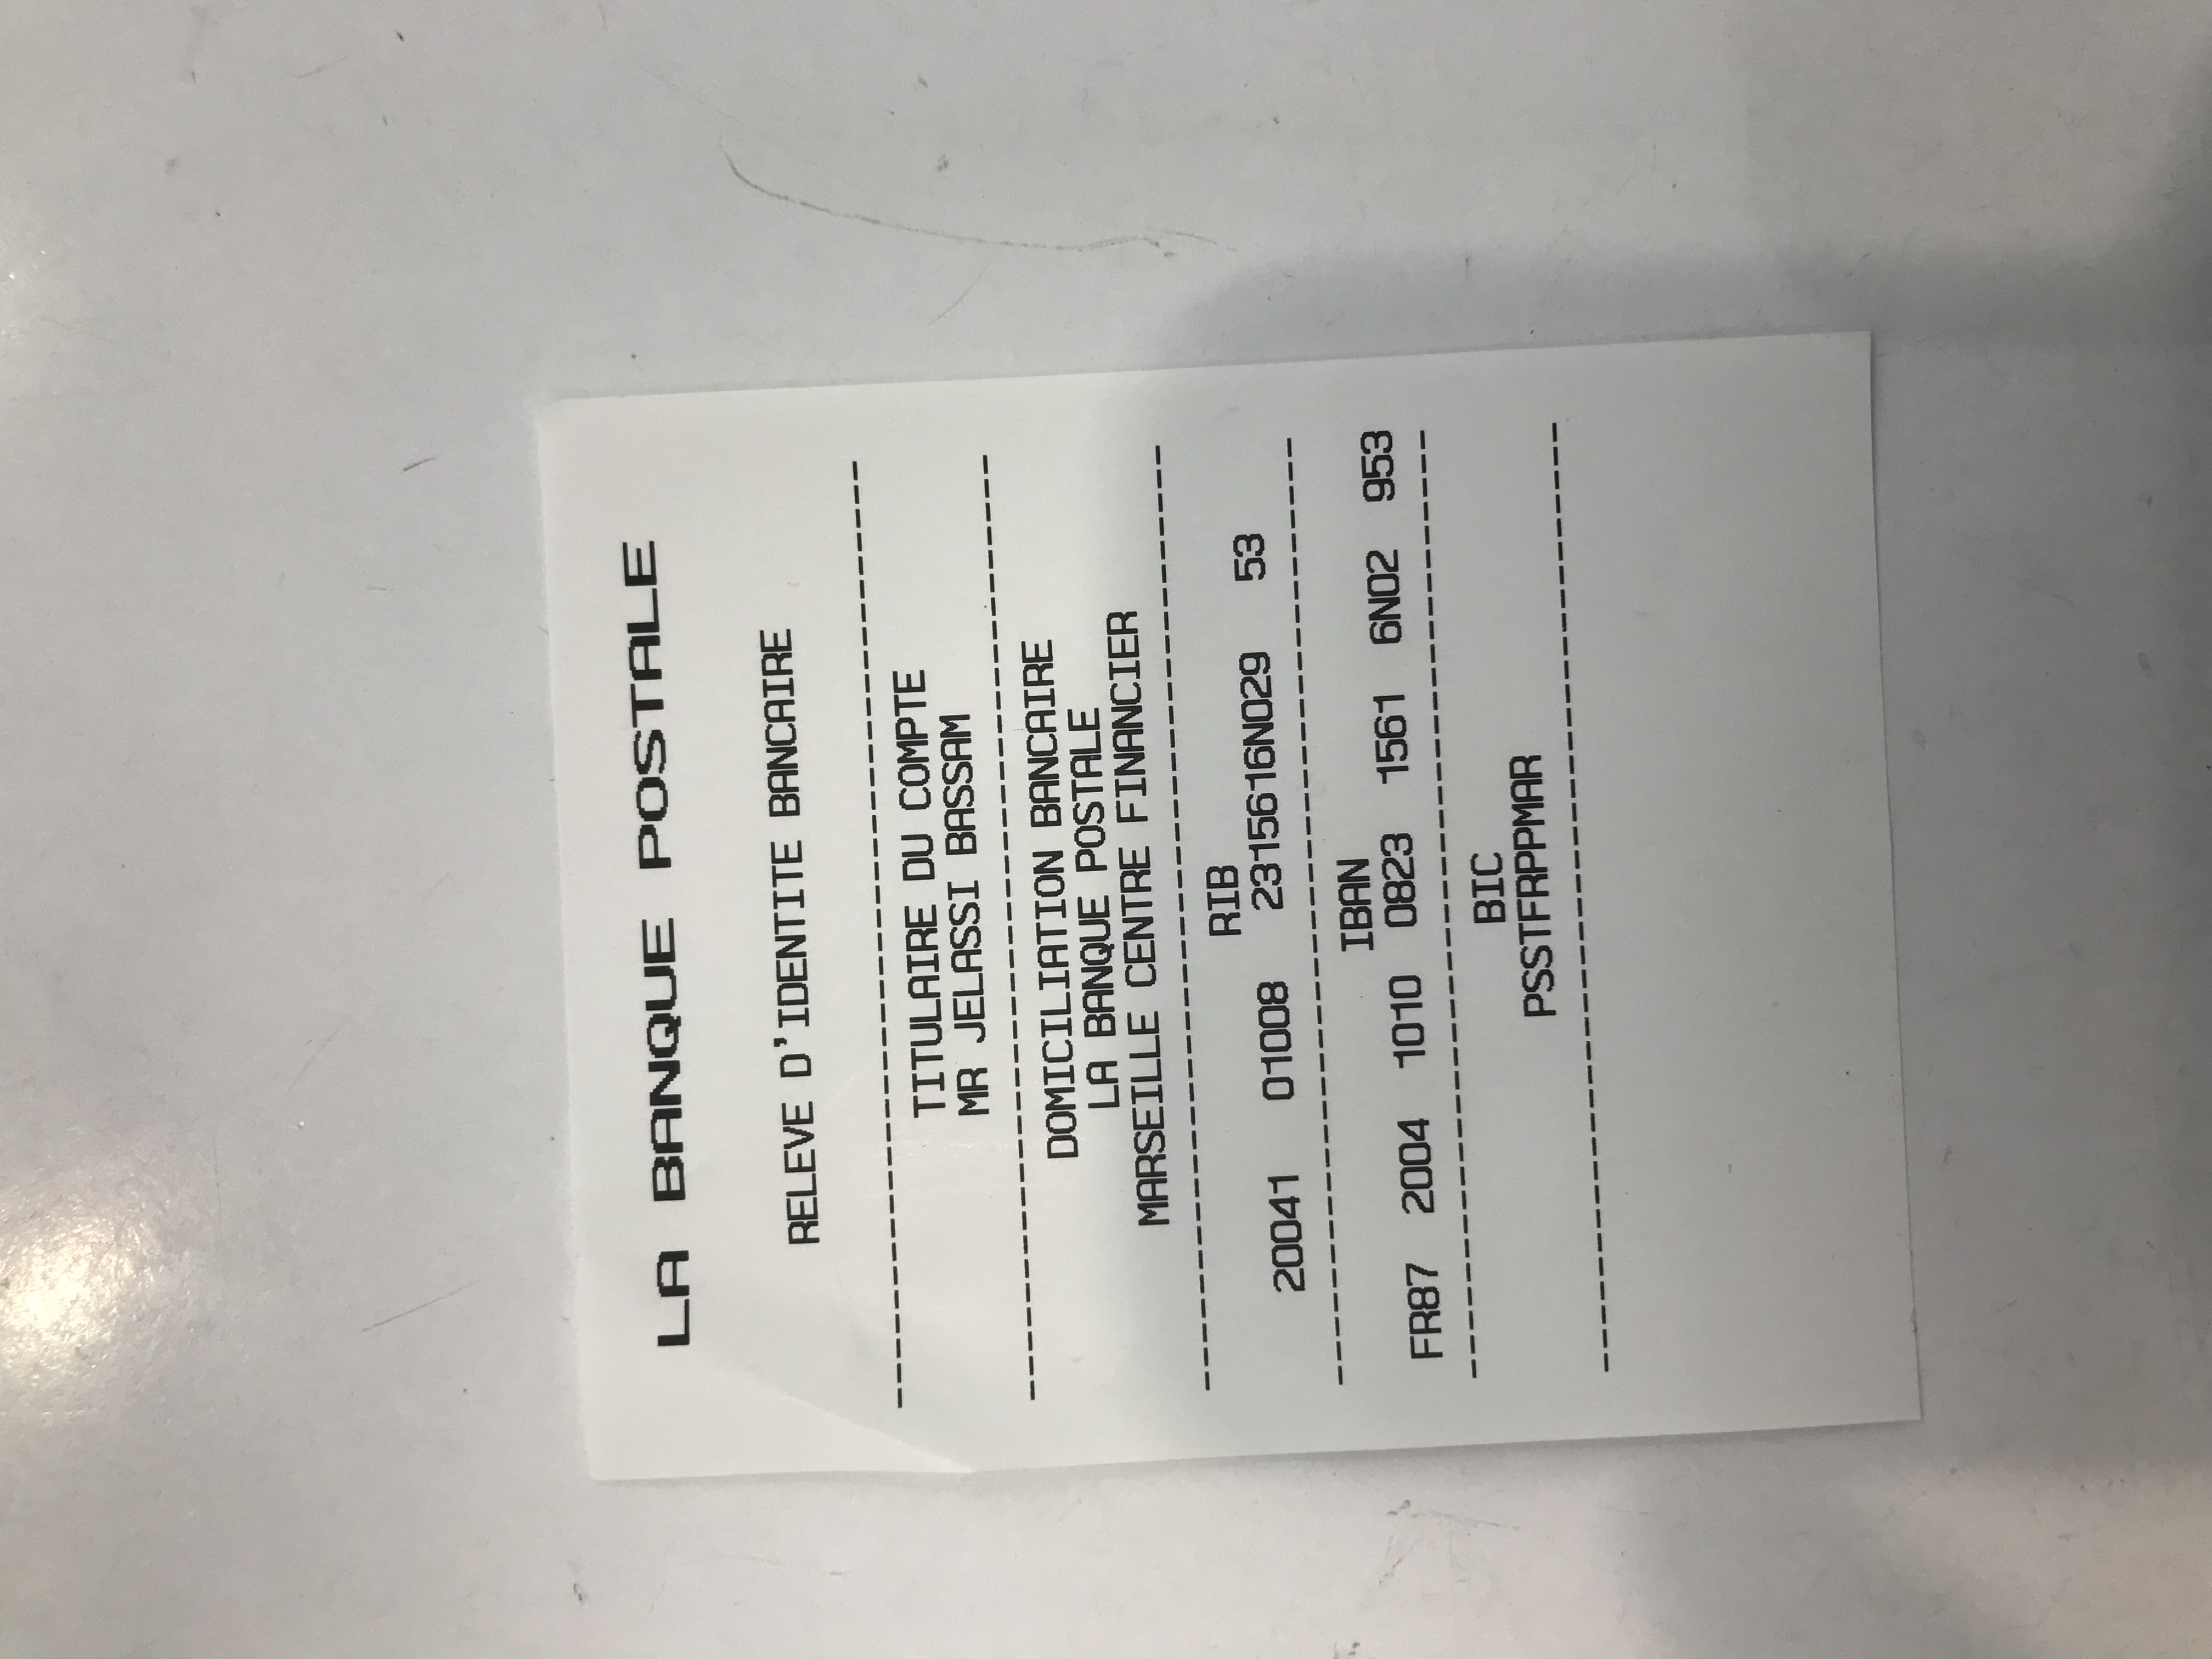 LA BANQUE POSTALE
RELEVE D'IDENTITE BANCAIRE
TITULAIRE DU COMPTE
MR JELASSI BASSAM
DOMICILIATION BANCAIRE
LA BANQUE POSTALE
MARSEILLE CENTRE FINANCIER
RIB
20041 01008 2315616N029 53
IBAN
FR87 2004 1010 0823 1561 6N02 953
BIC
PSSTFRPPMAR